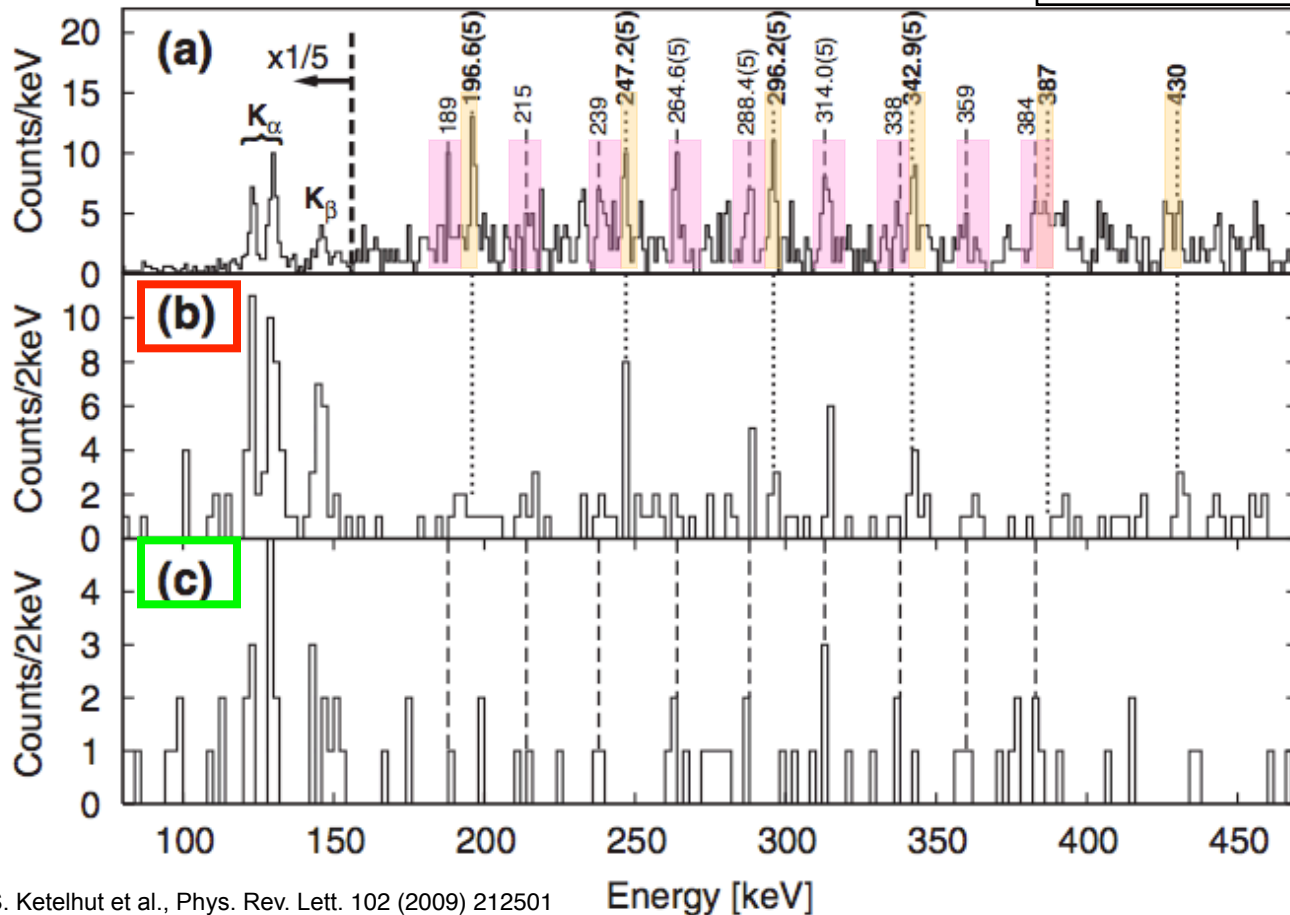 (a)
x1/5
Kα
Kβ
189
196.6(5)
215
239
247.2(5)
264.6(5)
288.4(5)
296.2(5)
314.0(5)
338
342.9(5)
359
384
387
430
Counts/keV
20
15
10
5
0
(b)
Counts/2keV
10
8
6
4
2
0
(c)
Counts/2keV
4
3
2
1
0
100 150 200 250 300 350 400 450
Energy [keV]
. Ketelhut et al., Phys. Rev. Lett. 102 (2009) 212501